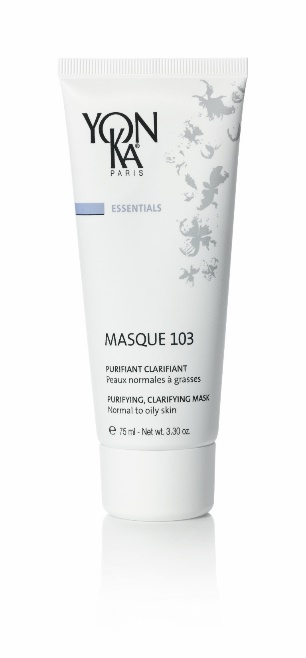 YON
KA®
PARIS
ESSENTIALS
MASQUE 103
PURIFIANT CLARIFIANT
Peaux normales à grasses
PURIFYING, CLARIFYING MASK
Normal to oily skin
℮ 75 ml - Net wt. 3.30 oz.